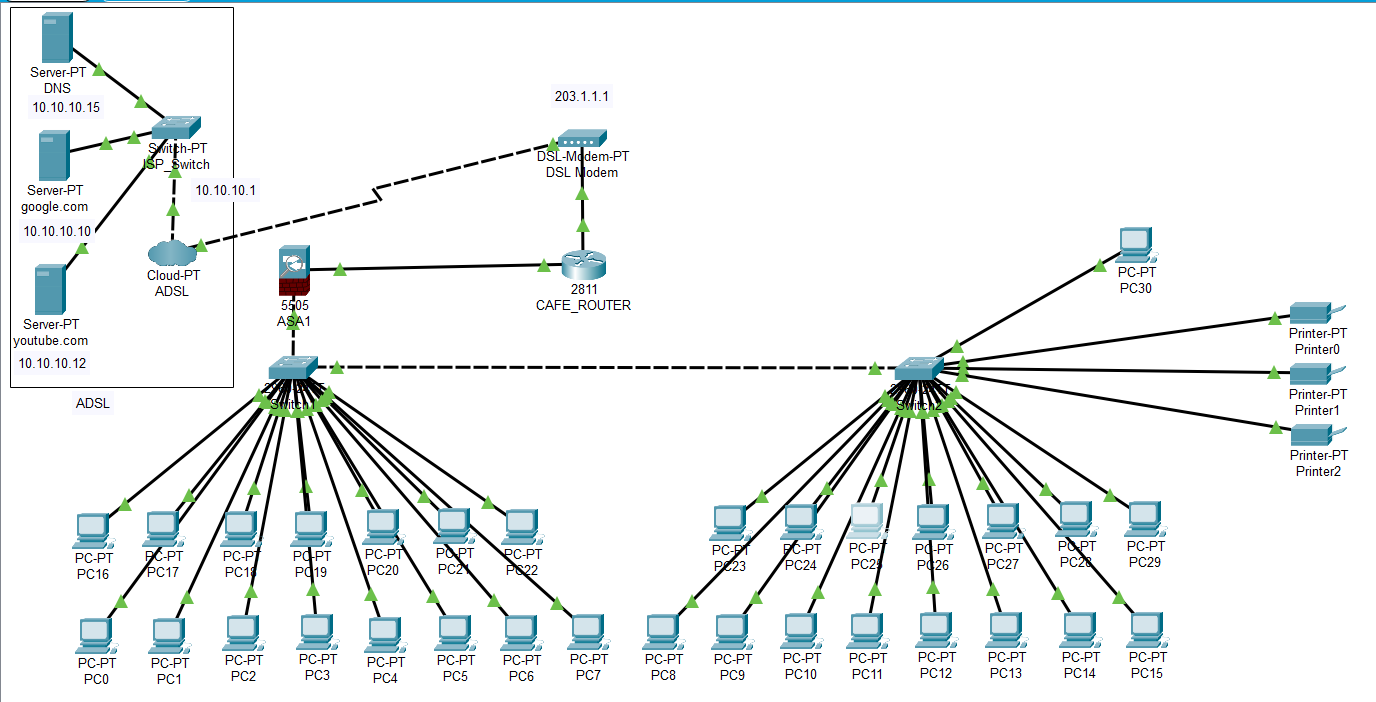 Server-PT
DNS
10.10.10.15
Switch-PT
ISP_Switch
Server-PT
google.com
10.10.10.10
10.10.10.1
Cloud-PT
ADSL
Server-PT
youtube.com
10.10.10.12
ADSL
203.1.1.1
DSL-Modem-PT
DSL Modem
5505
ASA1
2811
CAFE_ROUTER
Switch1
Switch2
PC-PT
PC30
Printer-PT
Printer0
Printer-PT
Printer1
Printer-PT
Printer2
PC-PT
PC16
PC-PT
PC17
PC-PT
PC18
PC-PT
PC19
PC-PT
PC20
PC-PT
PC21
PC-PT
PC22
PC-PT
PC23
PC-PT
PC24
PC-PT
PC25
PC-PT
PC26
PC-PT
PC27
PC-PT
PC28
PC-PT
PC29
PC-PT
PC0
PC-PT
PC1
PC-PT
PC2
PC-PT
PC3
PC-PT
PC4
PC-PT
PC5
PC-PT
PC6
PC-PT
PC7
PC-PT
PC8
PC-PT
PC9
PC-PT
PC10
PC-PT
PC11
PC-PT
PC12
PC-PT
PC13
PC-PT
PC14
PC-PT
PC15